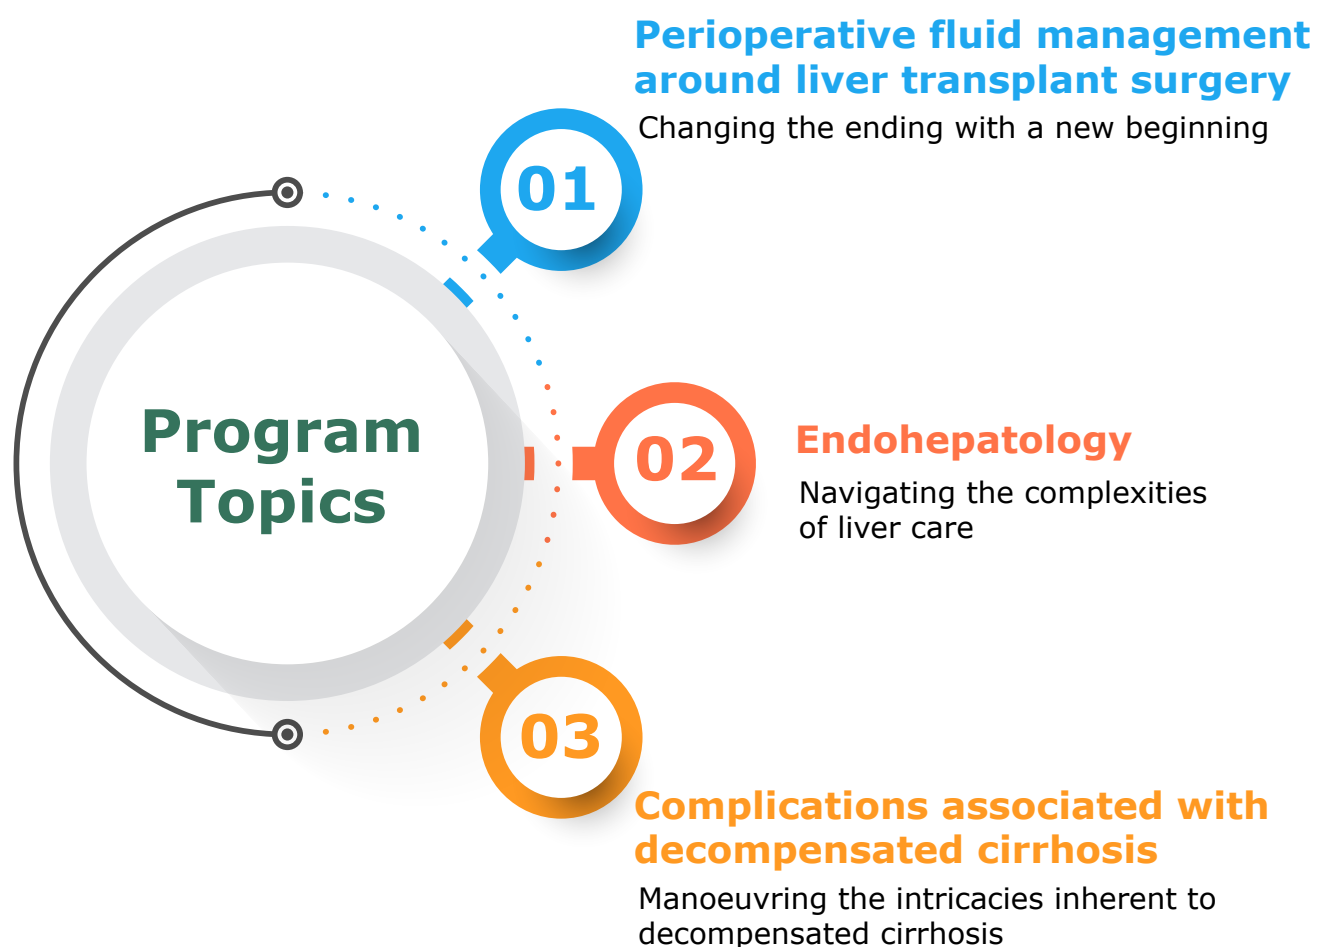 Perioperative fluid management
around liver transplant surgery
Changing the ending with a new beginning
01
Program
Topics
02
Endohepatology
Navigating the complexities
of liver care
03
Complications associated with
decompensated cirrhosis
Manoeuvring the intricacies inherent to
decompensated cirrhosis